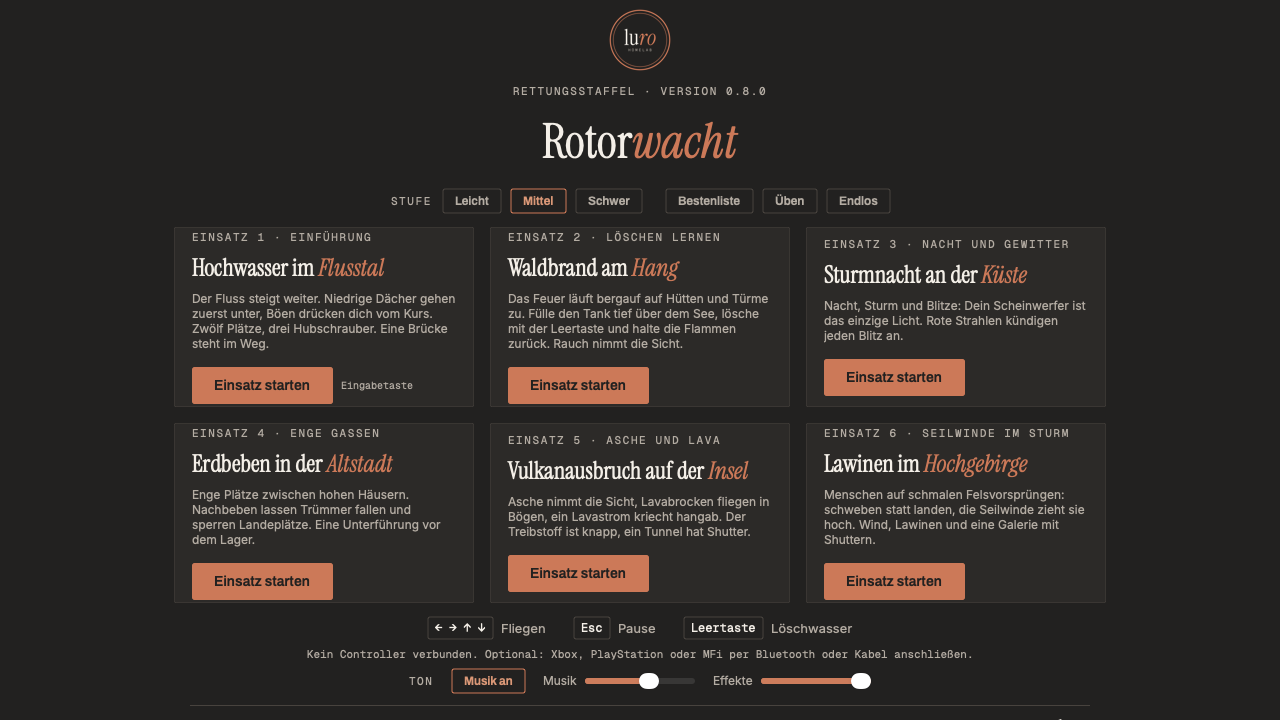 luro
HOMELAB
RETTUNGSSTAFFEL · VERSION 0.8.0
Rotorwacht
STUFE Leicht Mittel Schwer Bestenliste Üben Endlos
EINSATZ 1 · EINFÜHRUNG
Hochwasser im Flusstal
Der Fluss steigt weiter. Niedrige Dächer gehen
zuerst unter, Böen drücken dich vom Kurs.
Zwölf Plätze, drei Hubschrauber. Eine Brücke
steht im Weg.
Einsatz starten Eingabetaste
EINSATZ 2 · LÖSCHEN LERNEN
Waldbrand am Hang
Das Feuer läuft bergauf auf Hütten und Türme
zu. Fülle den Tank tief über dem See, lösche
mit der Leertaste und halte die Flammen
zurück. Rauch nimmt die Sicht.
Einsatz starten
EINSATZ 3 · NACHT UND GEWITTER
Sturmnacht an der Küste
Nacht, Sturm und Blitze: Dein Scheinwerfer ist
das einzige Licht. Rote Strahlen kündigen
jeden Blitz an.
Einsatz starten
EINSATZ 4 · ENGE GASSEN
Erdbeben in der Altstadt
Enge Plätze zwischen hohen Häusern.
Nachbeben lassen Trümmer fallen und
sperren Landeplätze. Eine Unterführung vor
dem Lager.
Einsatz starten
EINSATZ 5 · ASCHE UND LAVA
Vulkanausbruch auf der Insel
Asche nimmt die Sicht, Lavabrocken fliegen in
Bögen, ein Lavastrom kriecht hangab. Der
Treibstoff ist knapp, ein Tunnel hat Shutter.
Einsatz starten
EINSATZ 6 · SEILWINDE IM STURM
Lawinen im Hochgebirge
Menschen auf schmalen Felsvorsprüngen:
schweben statt landen, die Seilwinde zieht sie
hoch. Wind, Lawinen und eine Galerie mit
Shuttern.
Einsatz starten
← → ↑ ↓ Fliegen Esc Pause Leertaste Löschwasser
Kein Controller verbunden. Optional: Xbox, PlayStation oder MFi per Bluetooth oder Kabel anschließen.
TON Musik an Musik Effekte